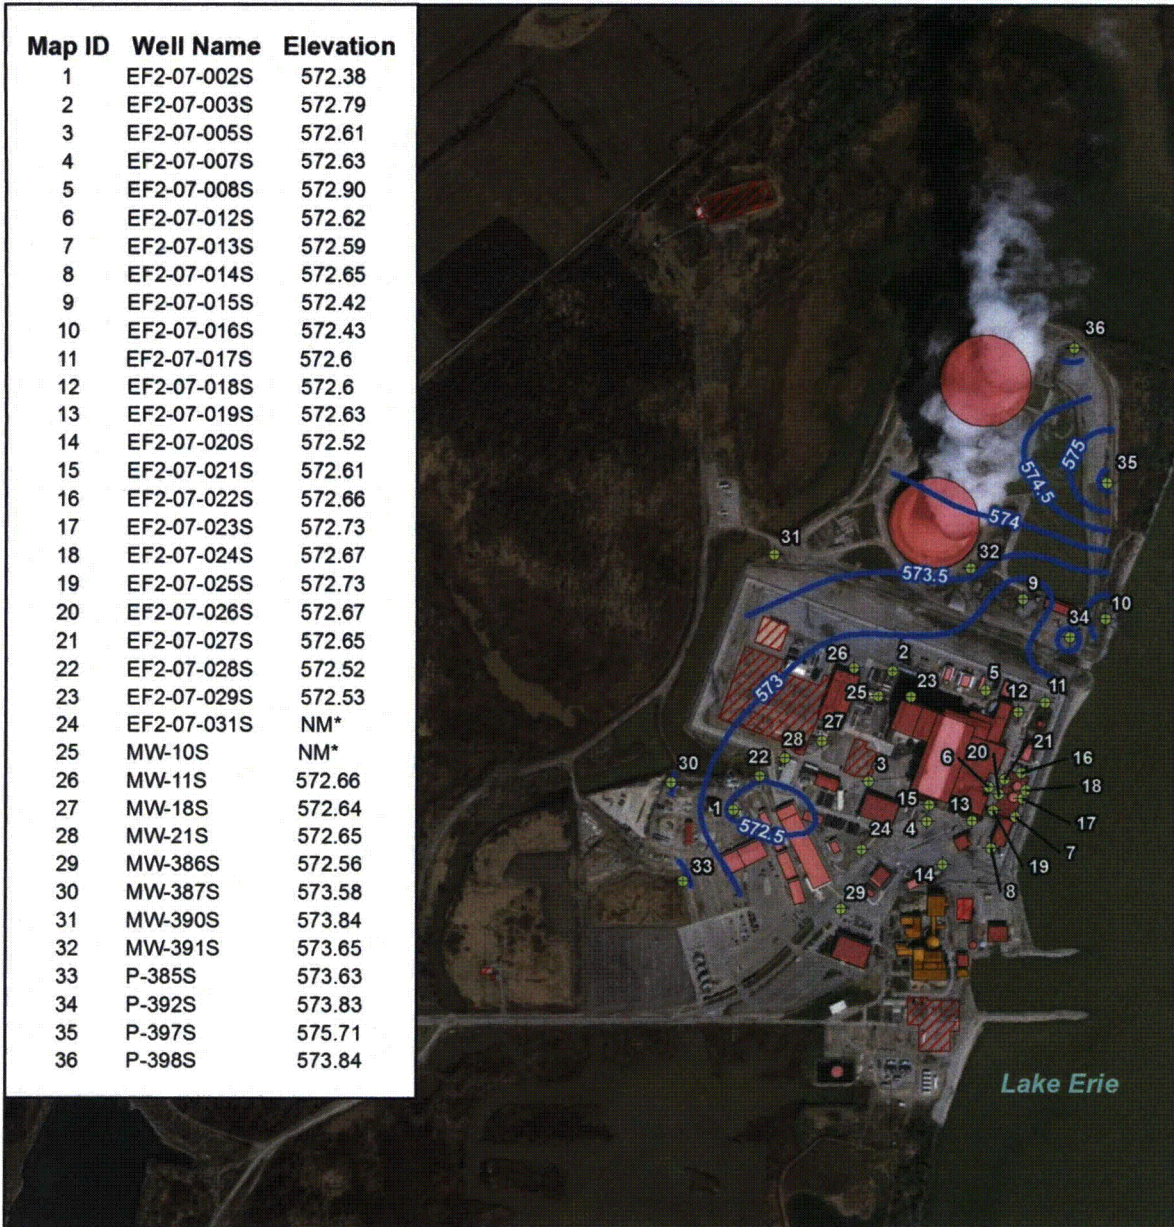 Map ID Well Name Elevation
1 EF2-07-002S 572.38
2 EF2-07-003S 572.79
3 EF2-07-005S 572.61
4 EF2-07-007S 572.63
5 EF2-07-008S 572.90
6 EF2-07-012S 572.62
7 EF2-07-013S 572.59
8 EF2-07-014S 572.65
9 EF2-07-015S 572.42
10 EF2-07-016S 572.43
11 EF2-07-017S 572.6
12 EF2-07-018S 572.6
13 EF2-07-019S 572.63
14 EF2-07-020S 572.52
15 EF2-07-021S 572.61
16 EF2-07-022S 572.66
17 EF2-07-023S 572.73
18 EF2-07-024S 572.67
19 EF2-07-025S 572.73
20 EF2-07-026S 572.67
21 EF2-07-027S 572.65
22 EF2-07-028S 572.52
23 EF2-07-029S 572.53
24 EF2-07-031S NM*
25 MW-10S NM*
26 MW-11S 572.66
27 MW-18S 572.64
28 MW-21S 572.65
29 MW-386S 572.56
30 MW-387S 573.58
31 MW-390S 573.84
32 MW-391S 573.65
33 P-385S 573.63
34 P-392S 573.83
35 P-397S 575.71
36 P-398S 573.84
36
575
35
574.5
574
31
32
573.5
9
10
34
26
2
5
11
573
25
23
12
27
21
28
20
22
6
16
30
3
18
1
15
13
572.5
4
17
24
7
19
33
14
8
29
Lake Erie